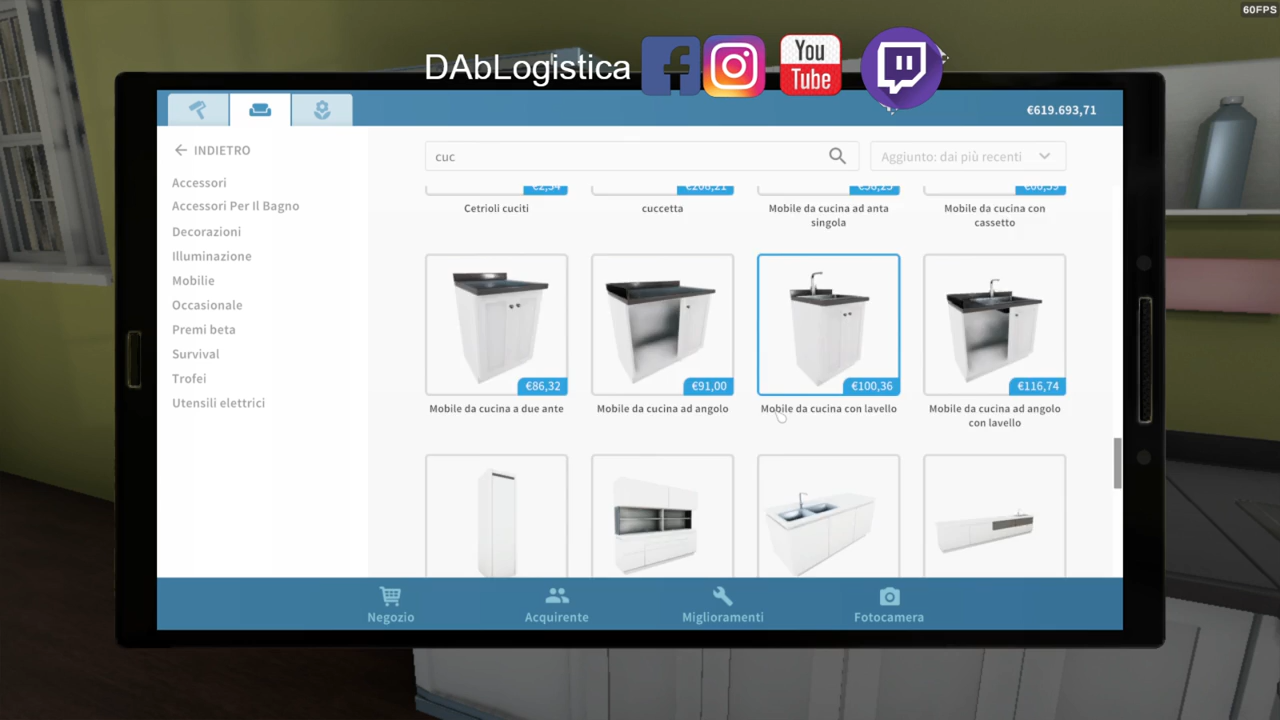 60FPS
DAbLogistica
You
Tube
€619.693,71
INDIETRO
cuc
Aggiunto: dai più recenti
Accessori
Accessori Per Il Bagno
Decorazioni
Illuminazione
Mobilie
Occasionale
Premi beta
Survival
Trofei
Utensili elettrici
Cetrioli cuciti
cuccetta
Mobile da cucina ad anta
singola
Mobile da cucina con
cassetto
€86,32
€91,00
€100,36
€116,74
Mobile da cucina a due ante
Mobile da cucina ad angolo
Mobile da cucina con lavello
Mobile da cucina ad angolo
con lavello
Negozio
Acquirente
Miglioramenti
Fotocamera